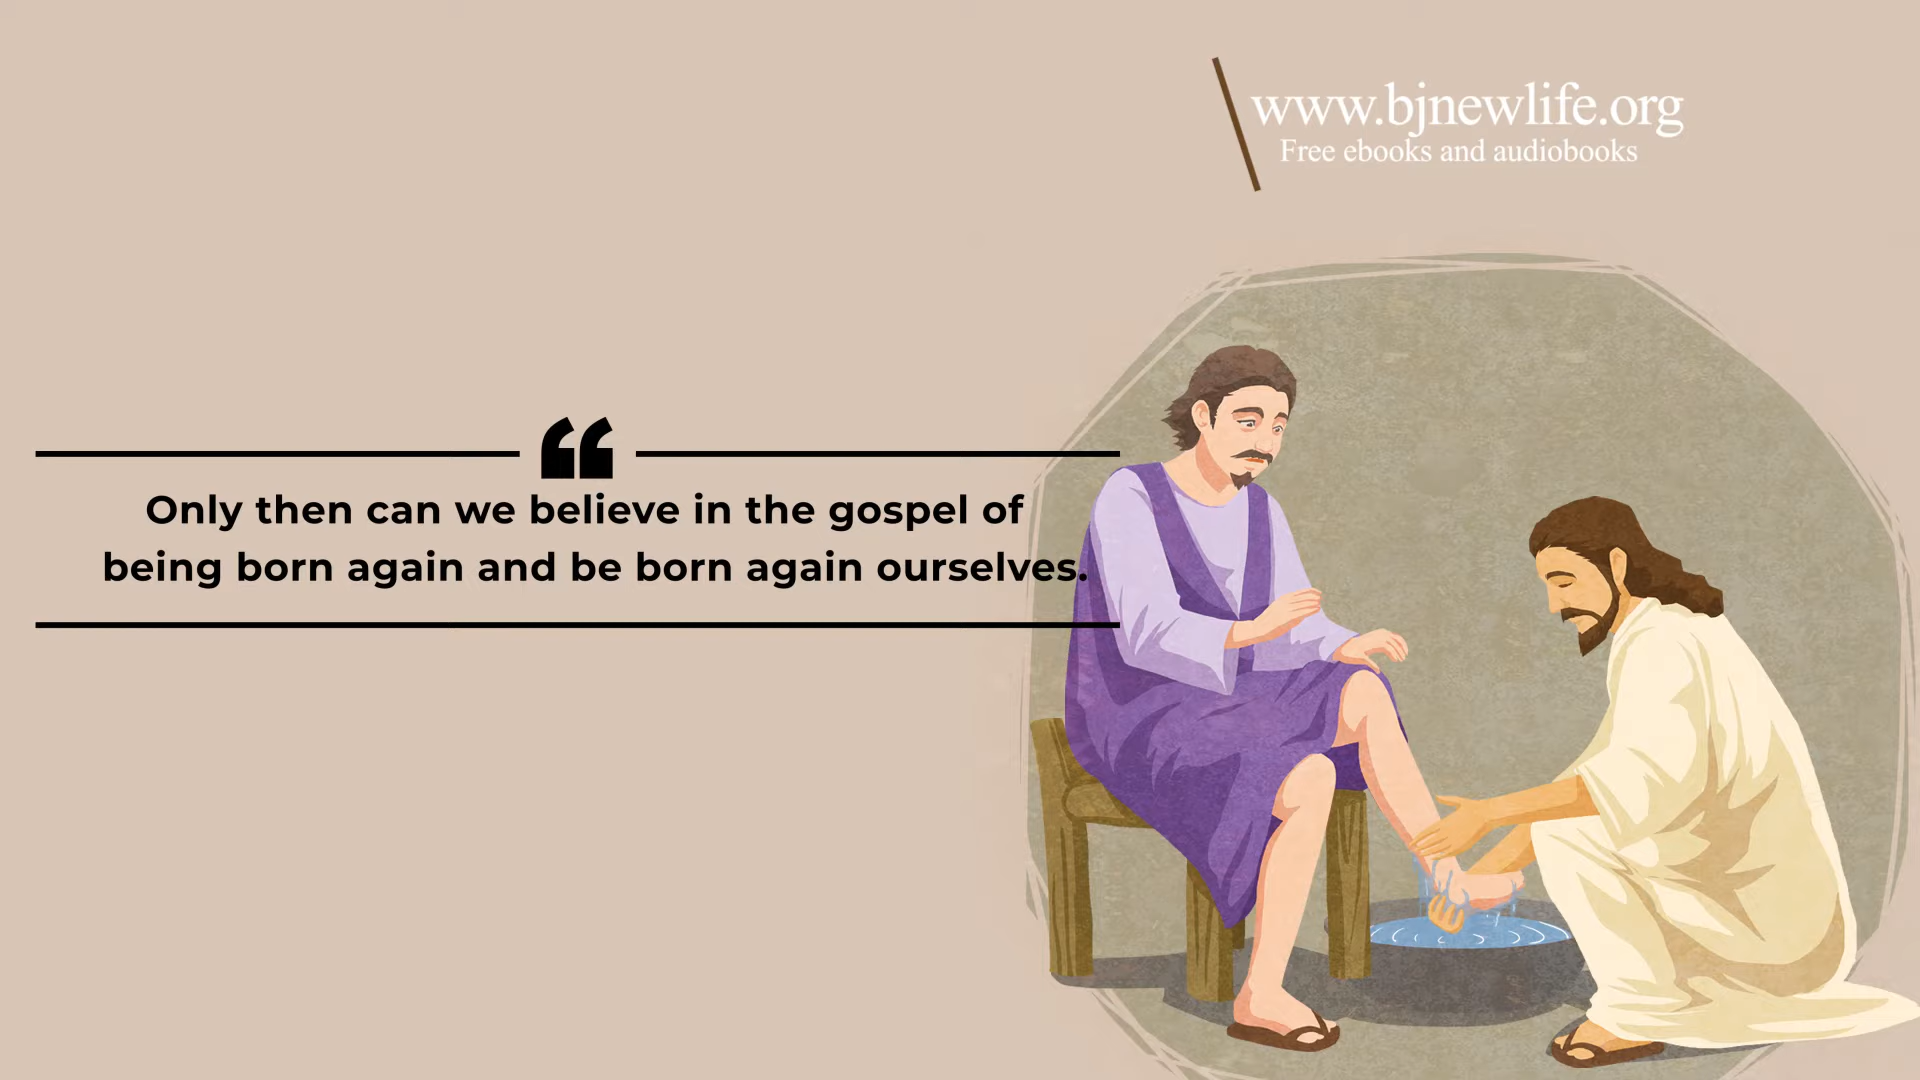 www.bjnewlife.org
Free ebooks and audiobooks
“
Only then can we believe in the gospel of
being born again and be born again ourselves.